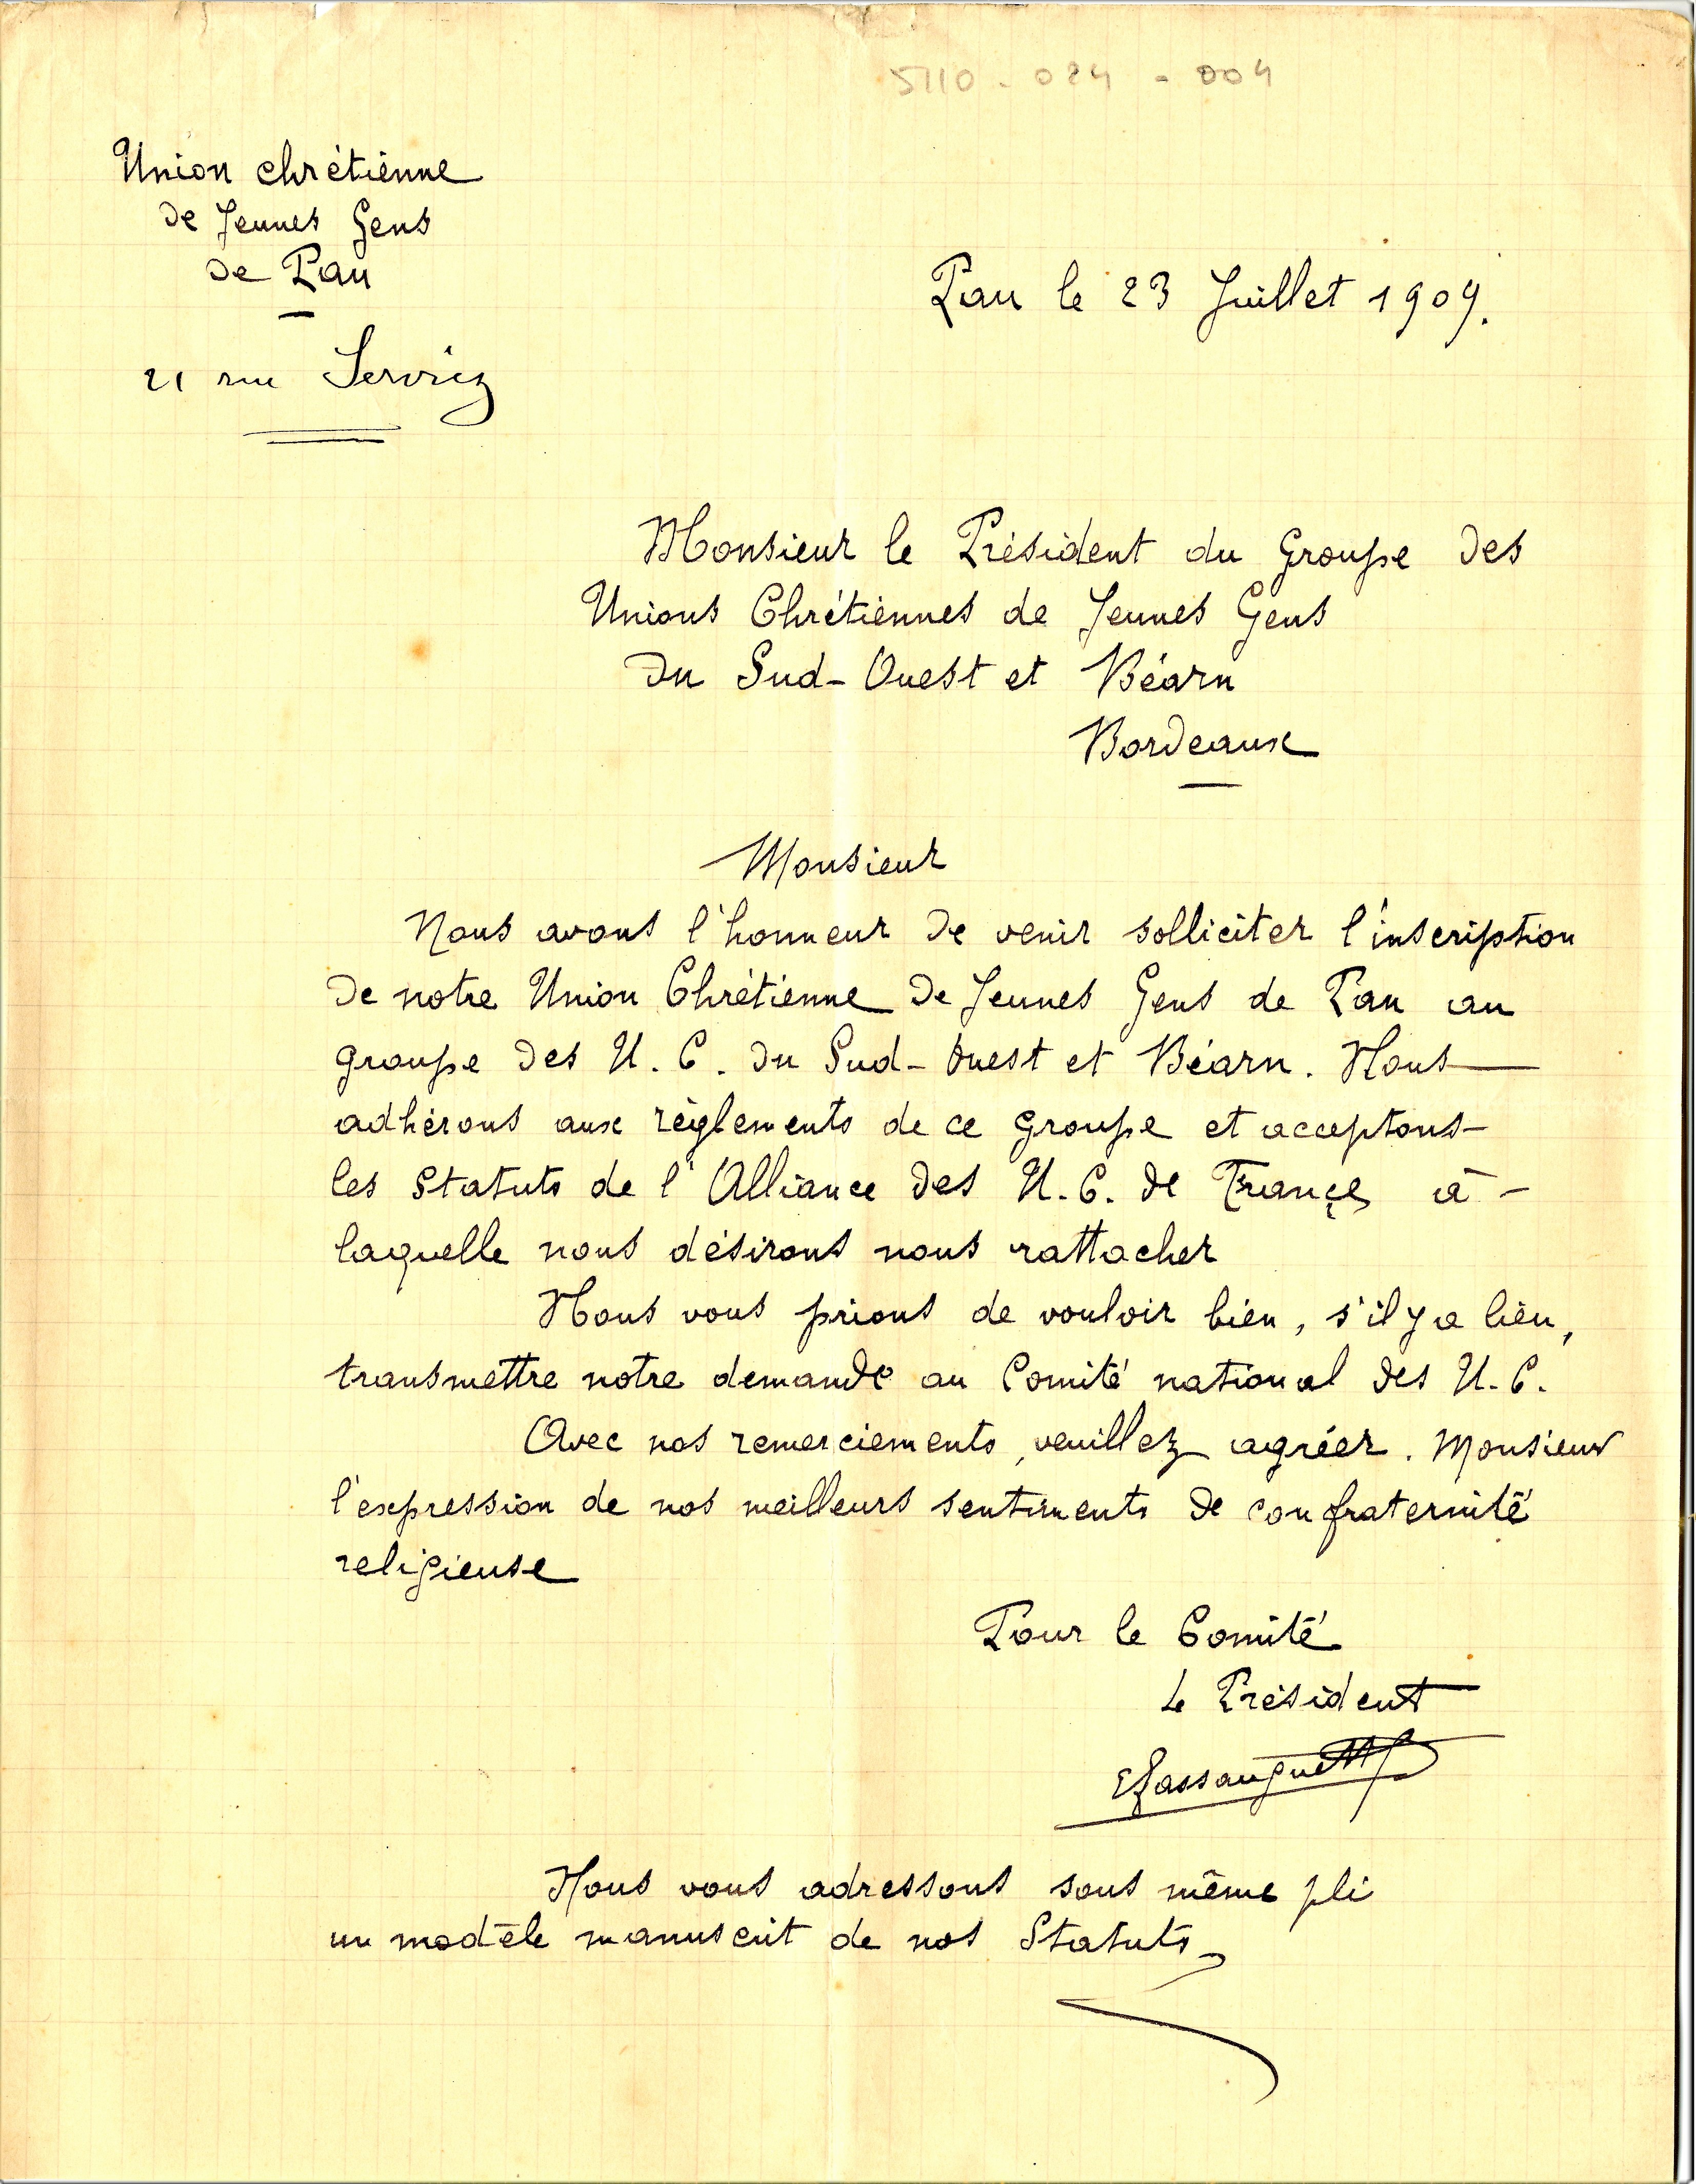 5110 - 024 - 004
Union chrétienne
de Jeunes Gens
de Pau
Pau le 23 Juillet 1909.
21 rue Serviez
Monsieur le Président du Groupe des
Unions Chrétiennes de Jeunes Gens
du Sud-Ouest et Béarn
Bordeaux
Monsieur
Nous avons l'honneur de venir solliciter l'inscription
de notre Union Chrétienne de Jeunes Gens de Pau au
groupe des U. C. du Sud-Ouest et Béarn. Nous
adhérons aux règlements de ce groupe et acceptons
les Statuts de l'Alliance des U. C. de France à -
laquelle nous désirons nous rattacher
Nous vous prions de vouloir bien, s'il y a lieu,
transmettre notre demande au Comité national des U. C.
Avec nos remerciements, veuillez agréer. Monsieur
l'expression de nos meilleurs sentiments de confraternité
religieuse
Pour le Comité
Le Président
Nous vous adressons sous même pli
un modèle manuscrit de nos Statuts